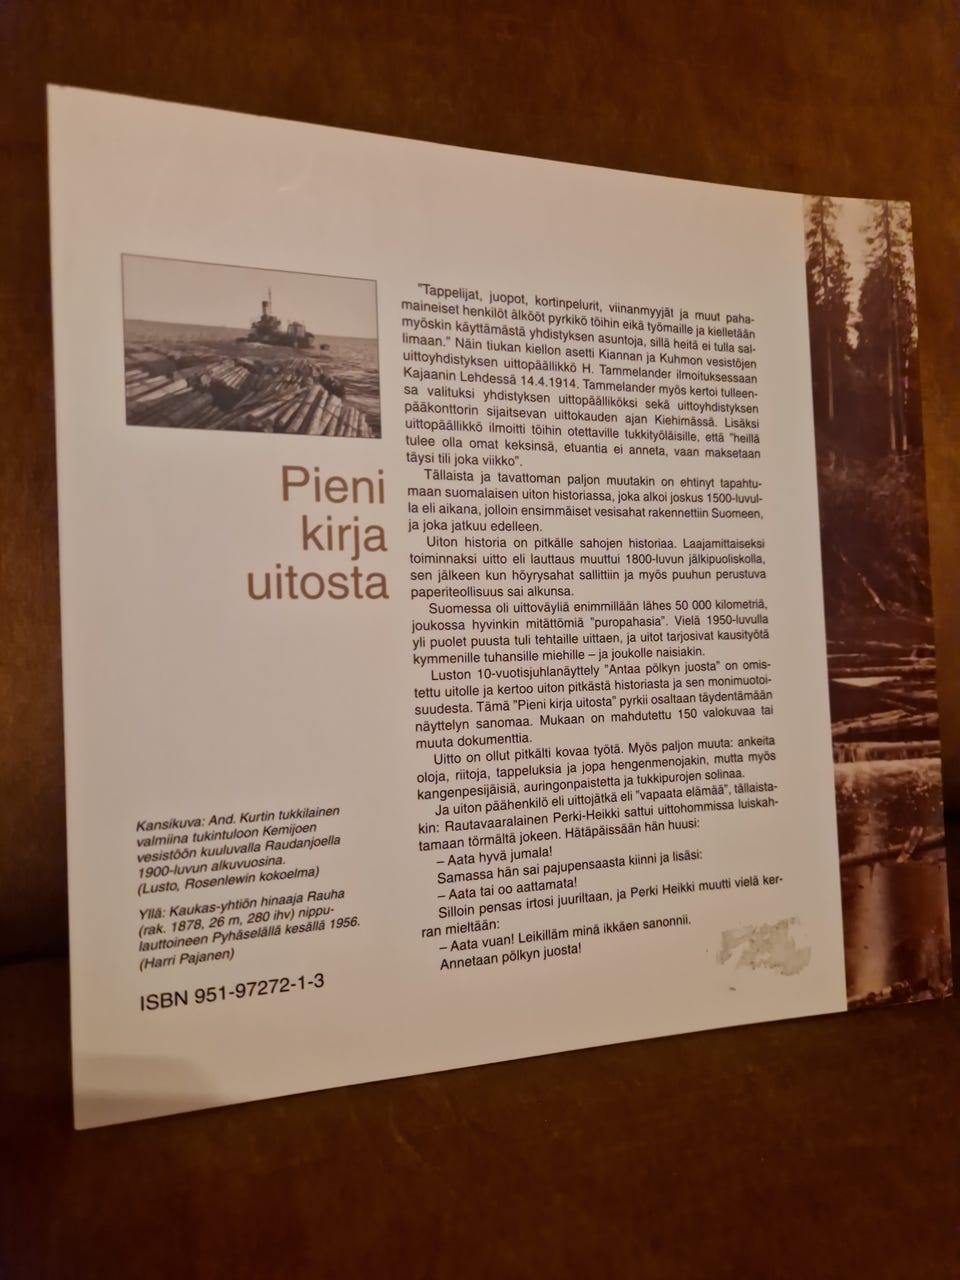 Pieni
kirja
uitosta
Kansikuva: And. Kurtin tukkilainen
valmiina tukintuloon Kemijoen
vesistöön kuuluvalla Raudanjoella
1900-luvun alkuvuosina.
(Lusto, Rosenlewin kokoelma)
Yllä: Kaukas-yhtiön hinaaja Rauha
(rak. 1878, 26 m, 280 ihv) nippu-
lauttoineen Pyhäselällä kesällä 1956.
(Harri Pajanen)
ISBN 951-97272-1-3
"Tappelijat, juopot, kortinpelurit, viinanmyyjät ja muut paha-
maineiset henkilöt älkööt pyrkikö töihin eikä työmaille ja kielletään
myöskin käyttämästä yhdistyksen asuntoja, sillä heitä ei tulla sal-
limaan." Näin tiukan kiellon asetti Kiannan ja Kuhmon vesistöjen
uittoyhdistyksen uittopäällikkö H. Tammelander ilmoituksessaan
Kajaanin Lehdessä 14.4.1914. Tammelander myös kertoi tulleen-
sa valituksi yhdistyksen uittopäälliköksi sekä uittoyhdistyksen
pääkonttorin sijaitsevan uittokauden ajan Kiehimässä. Lisäksi
uittopäällikkö ilmoitti töihin otettaville tukkityöläisille, että "heillä
tulee olla omat keksinsä, etuantia ei anneta, vaan maksetaan
täysi tili joka viikko".
Tällaista ja tavattoman paljon muutakin on ehtinyt tapahtu-
maan suomalaisen uiton historiassa, joka alkoi joskus 1500-luvul-
la eli aikana, jolloin ensimmäiset vesisahat rakennettiin Suomeen,
ja joka jatkuu edelleen.
Uiton historia on pitkälle sahojen historiaa. Laajamittaiseksi
toiminnaksi uitto eli lauttaus muuttui 1800-luvun jälkipuoliskolla,
sen jälkeen kun höyrysahat sallittiin ja myös puuhun perustuva
paperiteollisuus sai alkunsa.
Suomessa oli uittoväyliä enimmillään lähes 50 000 kilometriä,
joukossa hyvinkin mitättömiä "puropahasia". Vielä 1950-luvulla
yli puolet puusta tuli tehtaille uittaen, ja uitot tarjosivat kausityötä
kymmenille tuhansille miehille – ja joukolle naisiakin.
Luston 10-vuotisjuhlanäyttely "Antaa pölkyn juosta" on omis-
tettu uitolle ja kertoo uiton pitkästä historiasta ja sen monimuotoi-
suudesta. Tämä "Pieni kirja uitosta" pyrkii osaltaan täydentämään
näyttelyn sanomaa. Mukaan on mahdutettu 150 valokuvaa tai
muuta dokumenttia.
Uitto on ollut pitkälti kovaa työtä. Myös paljon muuta: ankeita
oloja, riitoja, tappeluksia ja jopa hengenmenojakin, mutta myös
kangenpesijäisiä, auringonpaistetta ja tukkipurojen solinaa.
Ja uiton päähenkilö eli uittojätkä eli "vapaata elämää", tällaista-
kin: Rautavaaralainen Perki-Heikki sattui uittohommissa luiskah-
tamaan törmältä jokeen. Hätäpäissään hän huusi:
– Aata hyvä jumala!
Samassa hän sai pajupensaasta kiinni ja lisäsi:
– Aata tai oo aattamata!
Silloin pensas irtosi juuriltaan, ja Perki Heikki muutti vielä ker-
ran mieltään:
– Aata vuan! Leikilläm minä ikkäen sanonnii.
Annetaan pölkyn juosta!